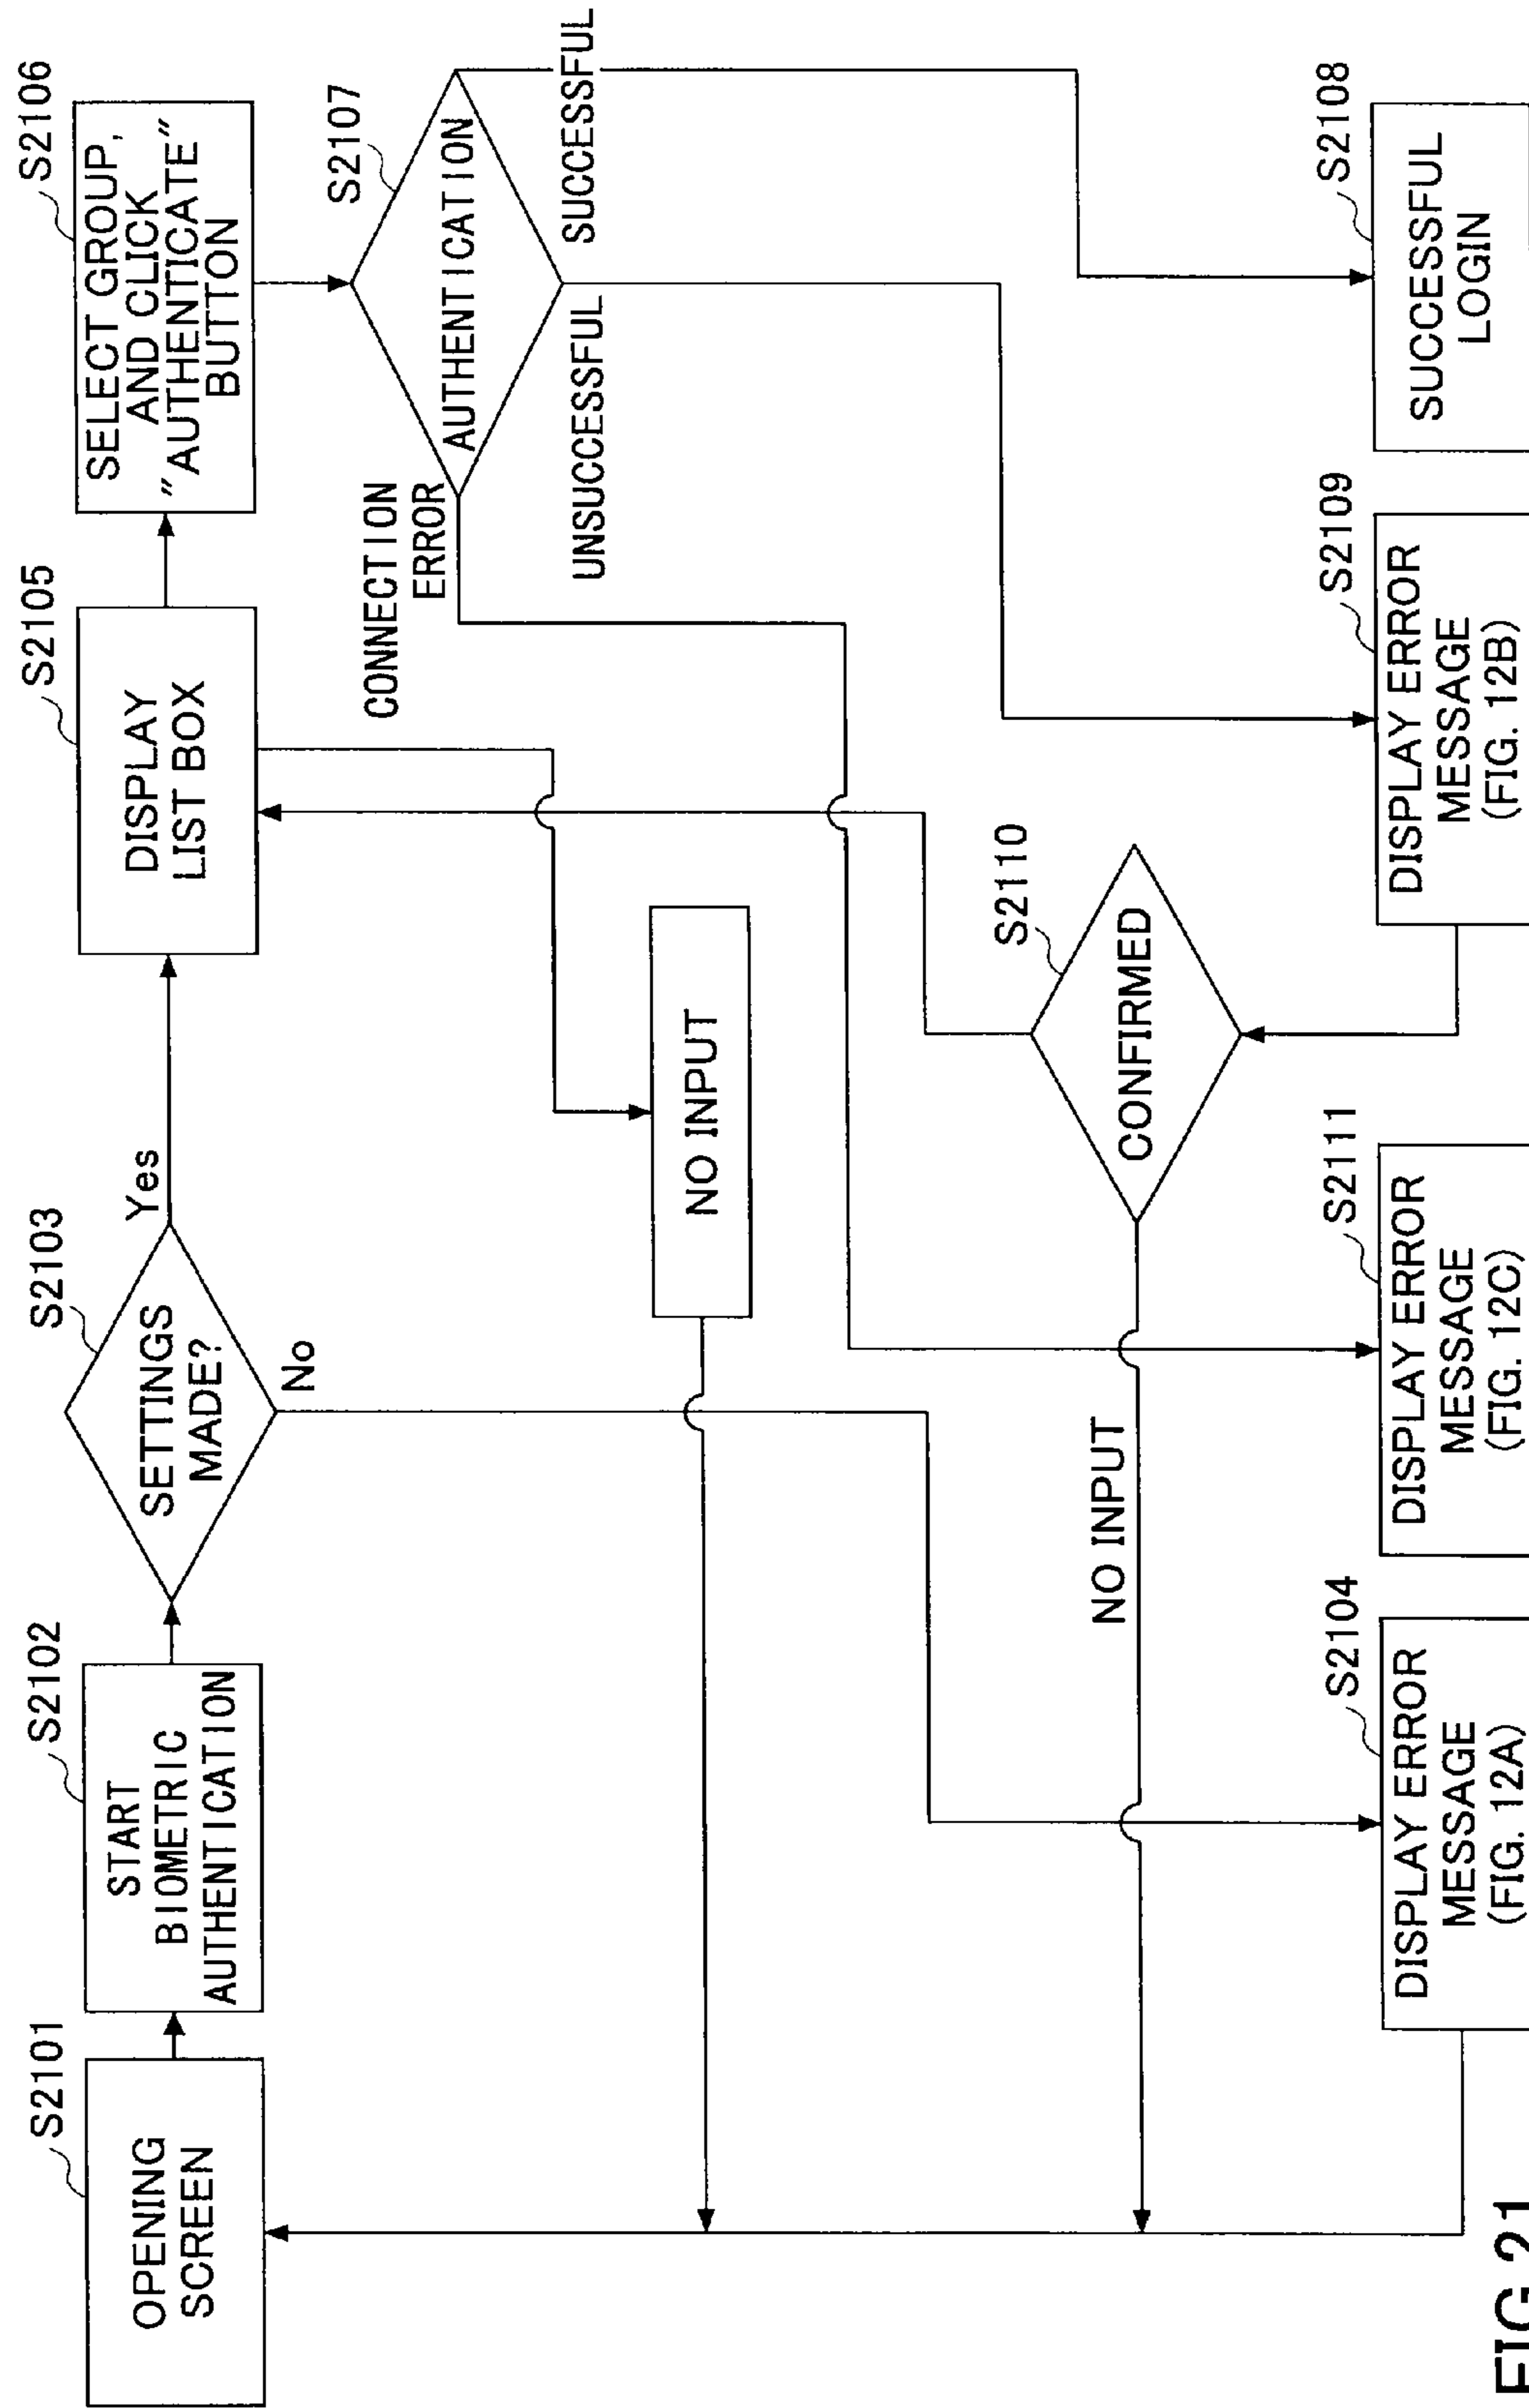 S2101
OPENING
SCREEN
S2102
START
BIOMETRIC
AUTHENTICATION
S2103
SETTINGS
MADE?
Yes
No
S2105
DISPLAY
LIST BOX
S2106
SELECT GROUP,
AND CLICK
"AUTHENTICATE"
BUTTON
S2107
AUTHENTICATION
CONNECTION
ERROR
UNSUCCESSFUL
SUCCESSFUL
NO INPUT
S2110
CONFIRMED
NO INPUT
S2104
DISPLAY ERROR
MESSAGE
(FIG. 12A)
S2111
DISPLAY ERROR
MESSAGE
(FIG. 12C)
S2109
DISPLAY ERROR
MESSAGE
(FIG. 12B)
S2108
SUCCESSFUL
LOGIN
FIG.21